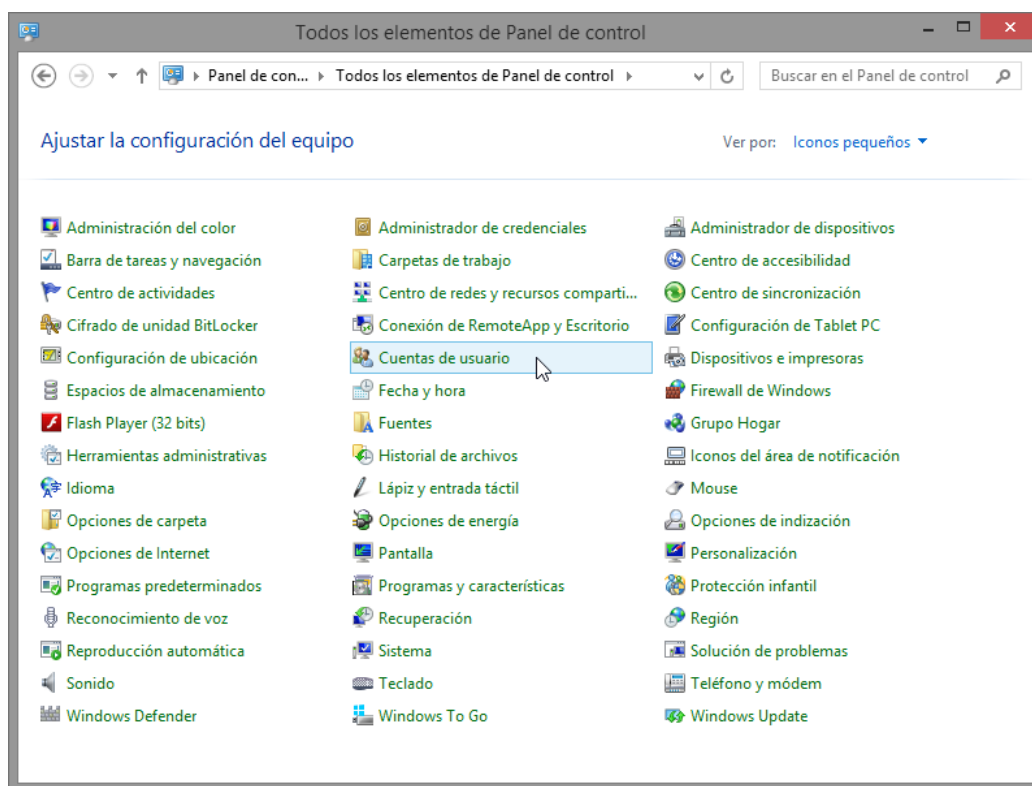 Todos los elementos de Panel de control
Panel de con... Todos los elementos de Panel de control Buscar en el Panel de control
Ajustar la configuración del equipo Ver por: Iconos pequeños
Administración del color Administrador de credenciales Administrador de dispositivos
Barra de tareas y navegación Carpetas de trabajo Centro de accesibilidad
Centro de actividades Centro de redes y recursos comparti... Centro de sincronización
Cifrado de unidad BitLocker Conexión de RemoteApp y Escritorio Configuración de Tablet PC
Configuración de ubicación Cuentas de usuario Dispositivos e impresoras
Espacios de almacenamiento Fecha y hora Firewall de Windows
Flash Player (32 bits) Fuentes Grupo Hogar
Herramientas administrativas Historial de archivos Iconos del área de notificación
Idioma Lápiz y entrada táctil Mouse
Opciones de carpeta Opciones de energía Opciones de indización
Opciones de Internet Pantalla Personalización
Programas predeterminados Programas y características Protección infantil
Reconocimiento de voz Recuperación Región
Reproducción automática Sistema Solución de problemas
Sonido Teclado Teléfono y módem
Windows Defender Windows To Go Windows Update